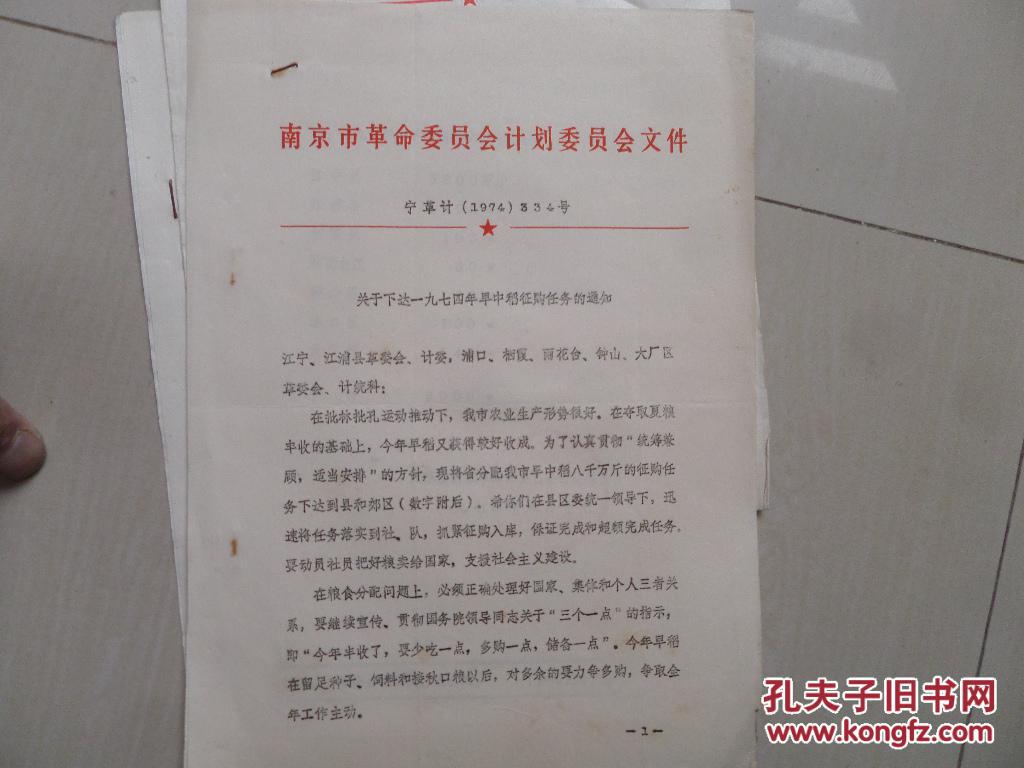 南京市革命委员会计划委员会文件
宁革计(1974)334号
关于下达一九七四年早中稻征购任务的通知
江宁、江浦县革委会、计委，浦口、栖霞、雨花台、钟山、大厂区
革委会、计统科：
在批林批孔运动推动下，我市农业生产形势很好。在夺取夏粮
丰收的基础上，今年早稻又获得较好收成。为了认真贯彻“统筹兼
顾，适当安排”的方针，现将省分配我市早中稻八千万斤的征购任
务下达到县和郊区(数字附后)。希你们在县区委统一领导下，迅
速将任务落实到社、队，抓紧征购入库，保证完成和超额完成任务。
要动员社员把好粮卖给国家，支援社会主义建设。
在粮食分配问题上，必须正确处理好国家、集体和个人三者关
系，要继续宣传、贯彻国务院领导同志关于“三个一点”的指示，
即“今年丰收了，要少吃一点，多购一点，储备一点”。今年早稻
在留足种子、饲料和接秋口粮以后，对多余的要力争多购，争取全
年工作主动。
—1—
孔夫子旧书网
www.kongfz.com